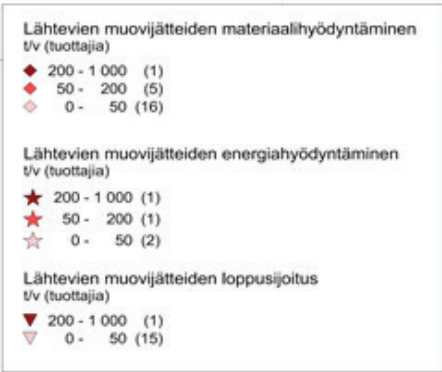 Lähtevien muovijätteiden materiaalihyödyntäminen
t/v (tuottajia)
200 - 1 000 (1)
50 - 200 (5)
0 - 50 (16)
Lähtevien muovijätteiden energiahyödyntäminen
t/v (tuottajia)
200 - 1 000 (1)
50 - 200 (1)
0 - 50 (2)
Lähtevien muovijätteiden loppusijoitus
t/v (tuottajia)
200 - 1 000 (1)
0 - 50 (15)